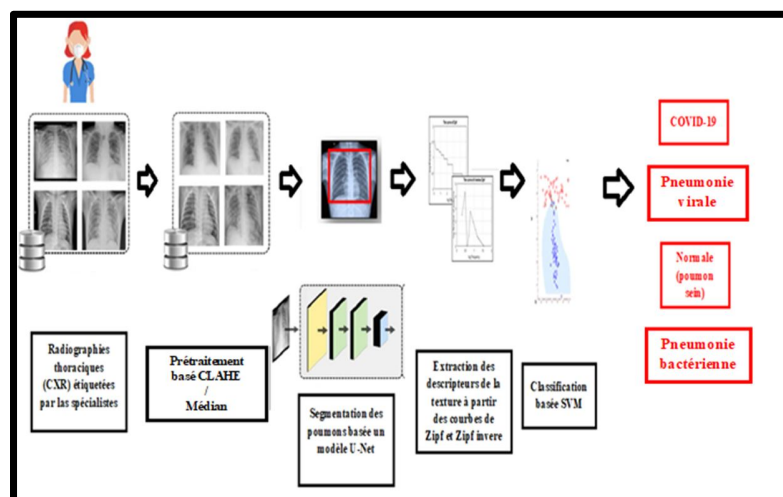 COVID-19
Pneumonie
virale
Normale
(poumon
sein)
Pneumonie
bactérienne
Radiographies
thoraciques
(CXR) étiquetées
par las spécialistes
Prétraitement
basé CLAHE
/
Médian
Segmentation des
poumons basée un
modèle U-Net
Extraction des
descripteurs de la
texture à partir
des courbes de
Zipf et Zipf invere
Classification
basée SVM